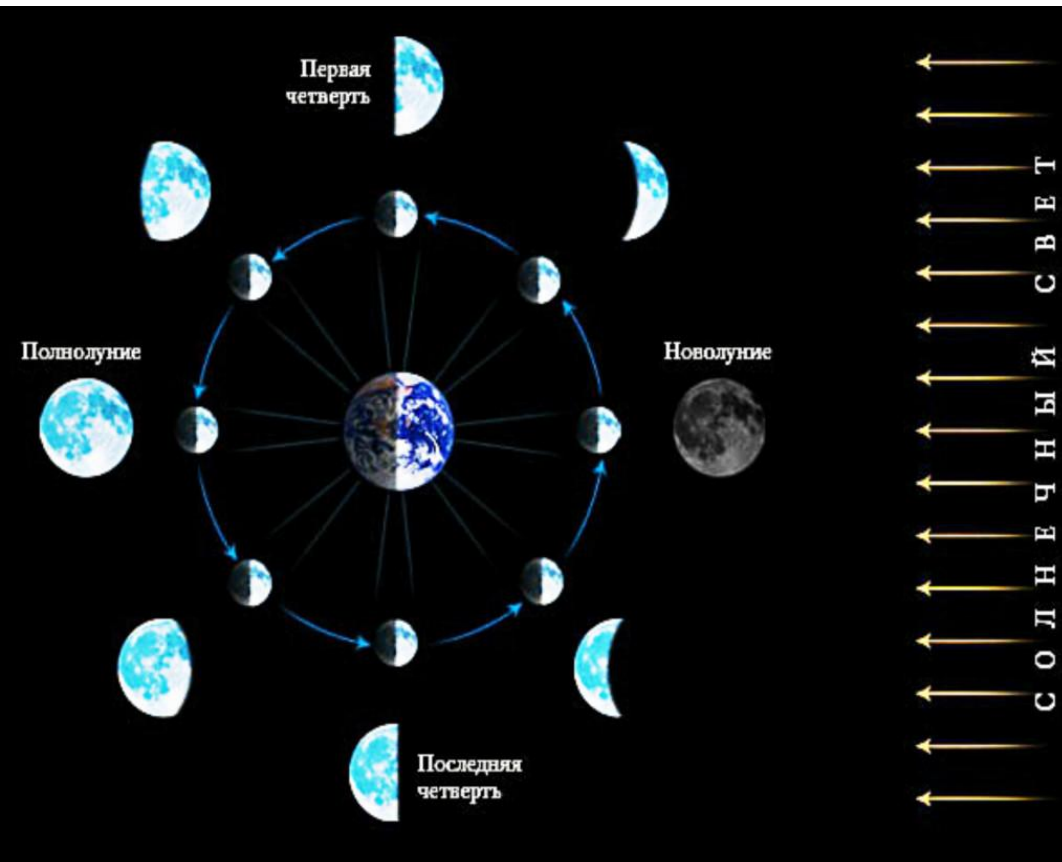 Первая
четверть
Полнолуние
Новолуние
Последняя
четверть
СОЛНЕЧНЫЙ СВЕТ